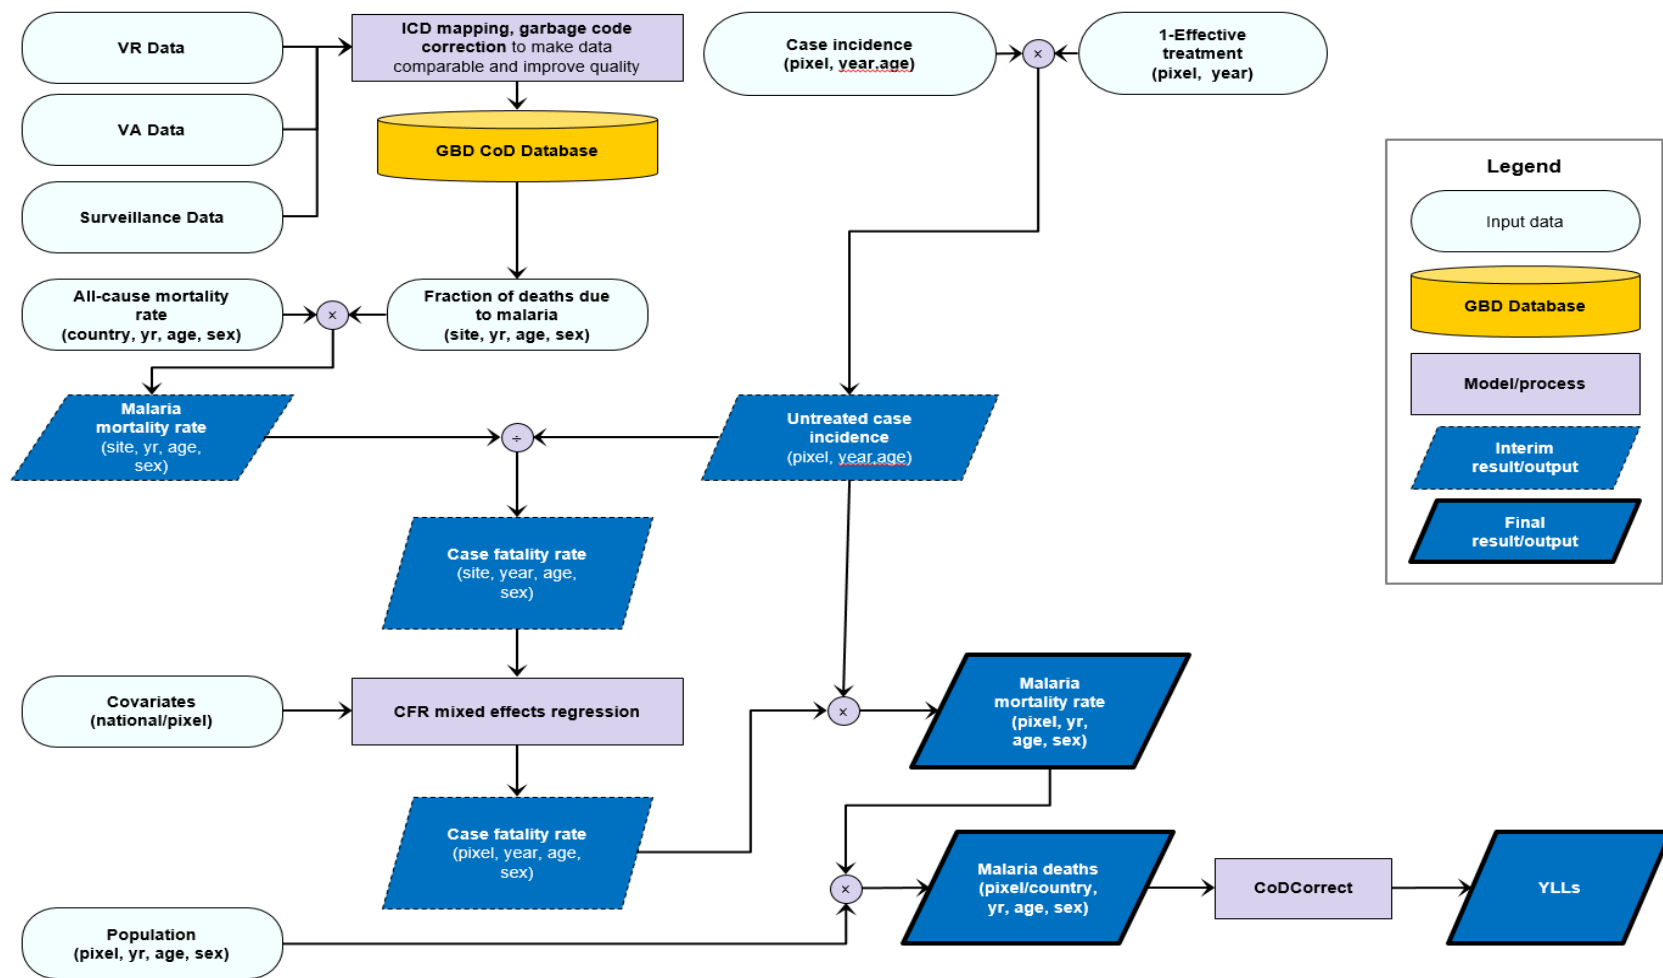 VR Data
VA Data
Surveillance Data
ICD mapping, garbage code
correction to make data
comparable and improve quality
GBD CoD Database
Case incidence
(pixel, year.age)
×
1-Effective
treatment
(pixel, year)
All-cause mortality
rate
(country, yr, age, sex)
×
Fraction of deaths due
to malaria
(site, yr, age, sex)
Malaria
mortality rate
(site, yr, age,
sex)
÷
Untreated case
incidence
(pixel, year.age)
Case fatality rate
(site, year, age,
sex)
Covariates
(national/pixel)
CFR mixed effects regression
×
Malaria
mortality rate
(pixel, yr,
age, sex)
Case fatality rate
(pixel, year, age,
sex)
Population
(pixel, yr, age, sex)
×
Malaria deaths
(pixel/country,
yr, age, sex)
CoDCorrect
YLLs
Legend
Input data
GBD Database
Model/process
Interim
result/output
Final
result/output